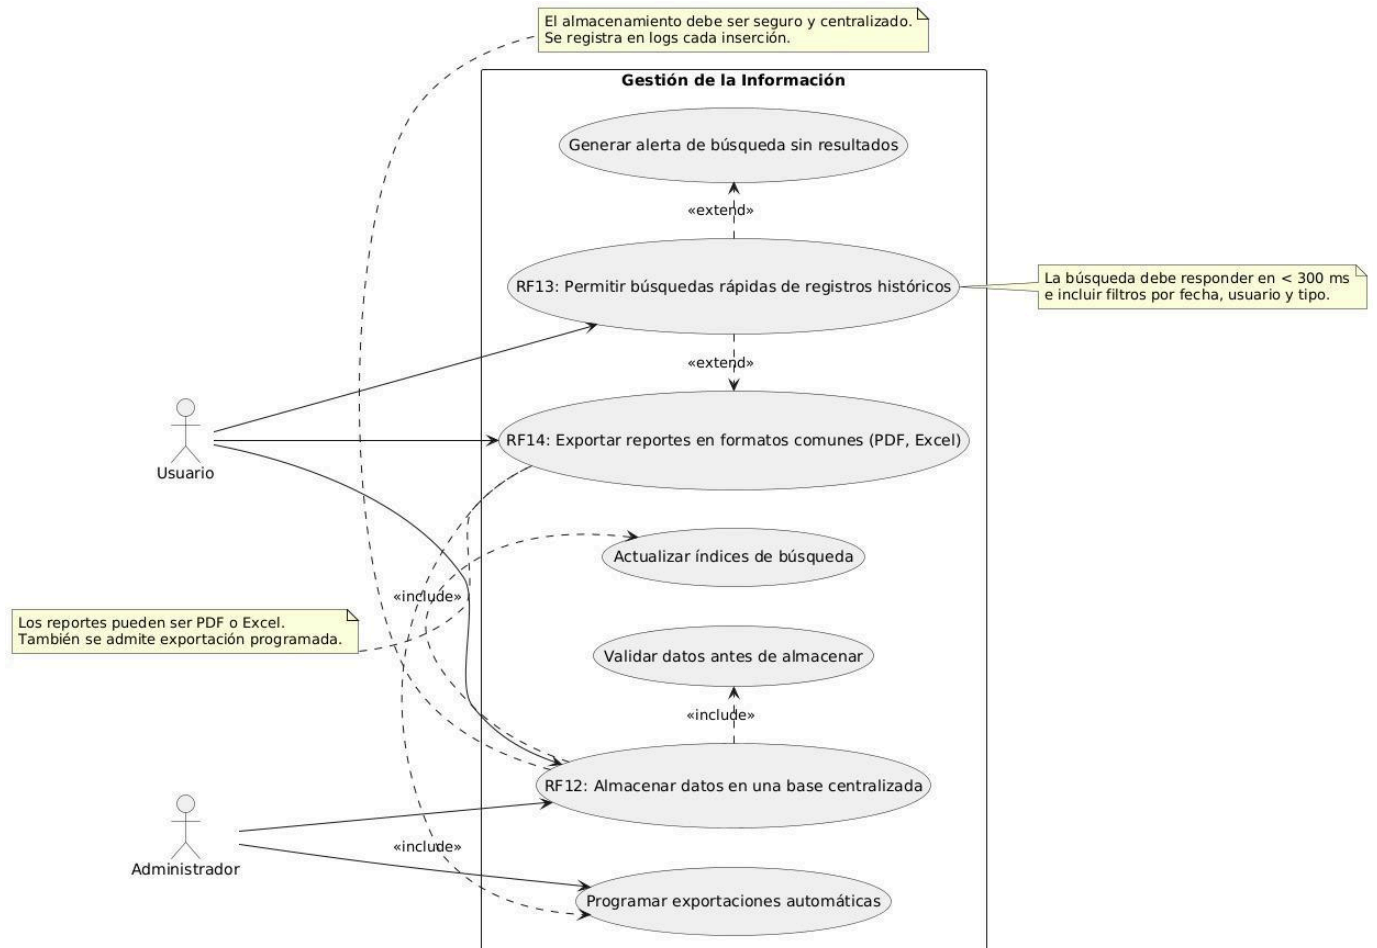 El almacenamiento debe ser seguro y centralizado.
Se registra en logs cada inserción.
Gestión de la Información
Generar alerta de búsqueda sin resultados
«extend»
RF13: Permitir búsquedas rápidas de registros históricos
La búsqueda debe responder en < 300 ms
e incluir filtros por fecha, usuario y tipo.
«extend»
Usuario
RF14: Exportar reportes en formatos comunes (PDF, Excel)
Actualizar índices de búsqueda
«include»
Los reportes pueden ser PDF o Excel.
También se admite exportación programada.
Validar datos antes de almacenar
«include»
RF12: Almacenar datos en una base centralizada
Administrador
«include»
Programar exportaciones automáticas